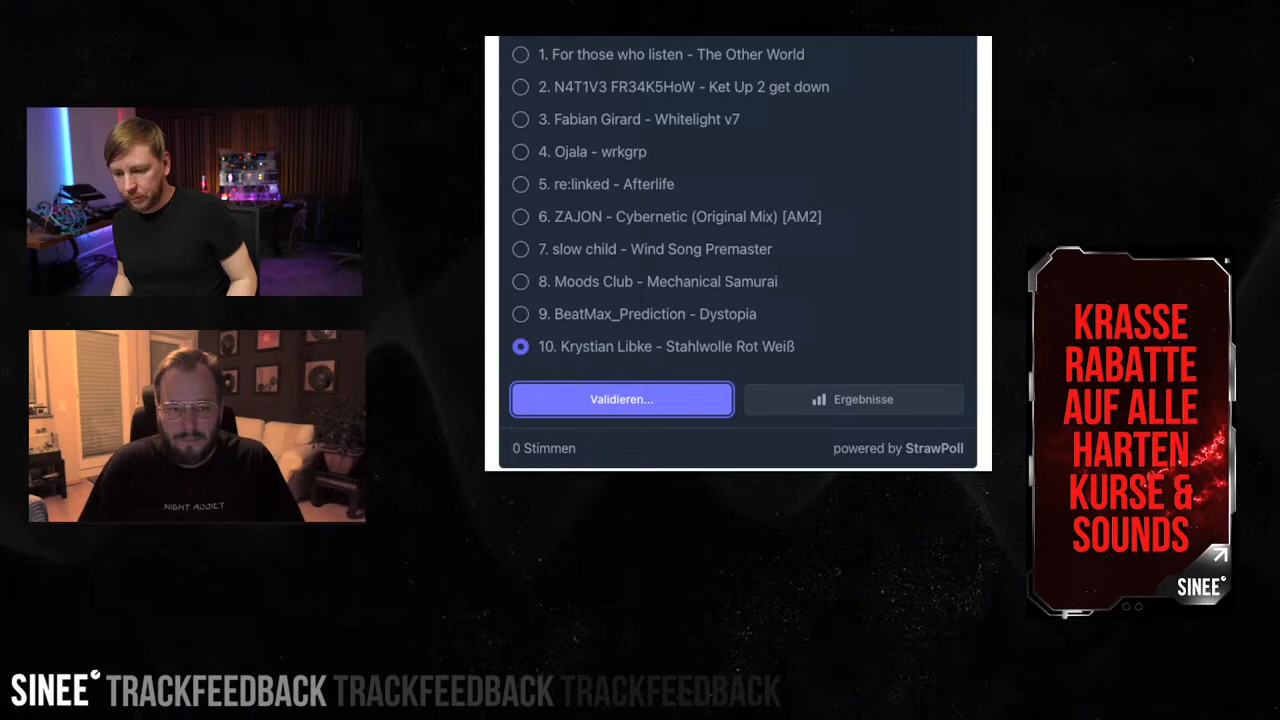 1. For those who listen - The Other World
2. N4T1V3 FR34K5HoW - Ket Up 2 get down
3. Fabian Girard - Whitelight v7
4. Ojala - wrkgrp
5. re:linked - Afterlife
6. ZAJON - Cybernetic (Original Mix) [AM2]
7. slow child - Wind Song Premaster
8. Moods Club - Mechanical Samurai
9. BeatMax_Prediction - Dystopia
10. Krystian Libke - Stahlwolle Rot Weiß
Validieren...
Ergebnisse
0 Stimmen
powered by StrawPoll
NIGHT ADDICT
KRASSE
RABATTE
AUF ALLE
HARTEN
KURSE &
SOUNDS
SINEE
SINEE TRACKFEEDBACK TRACKFEEDBACK TRACKFEEDBACK